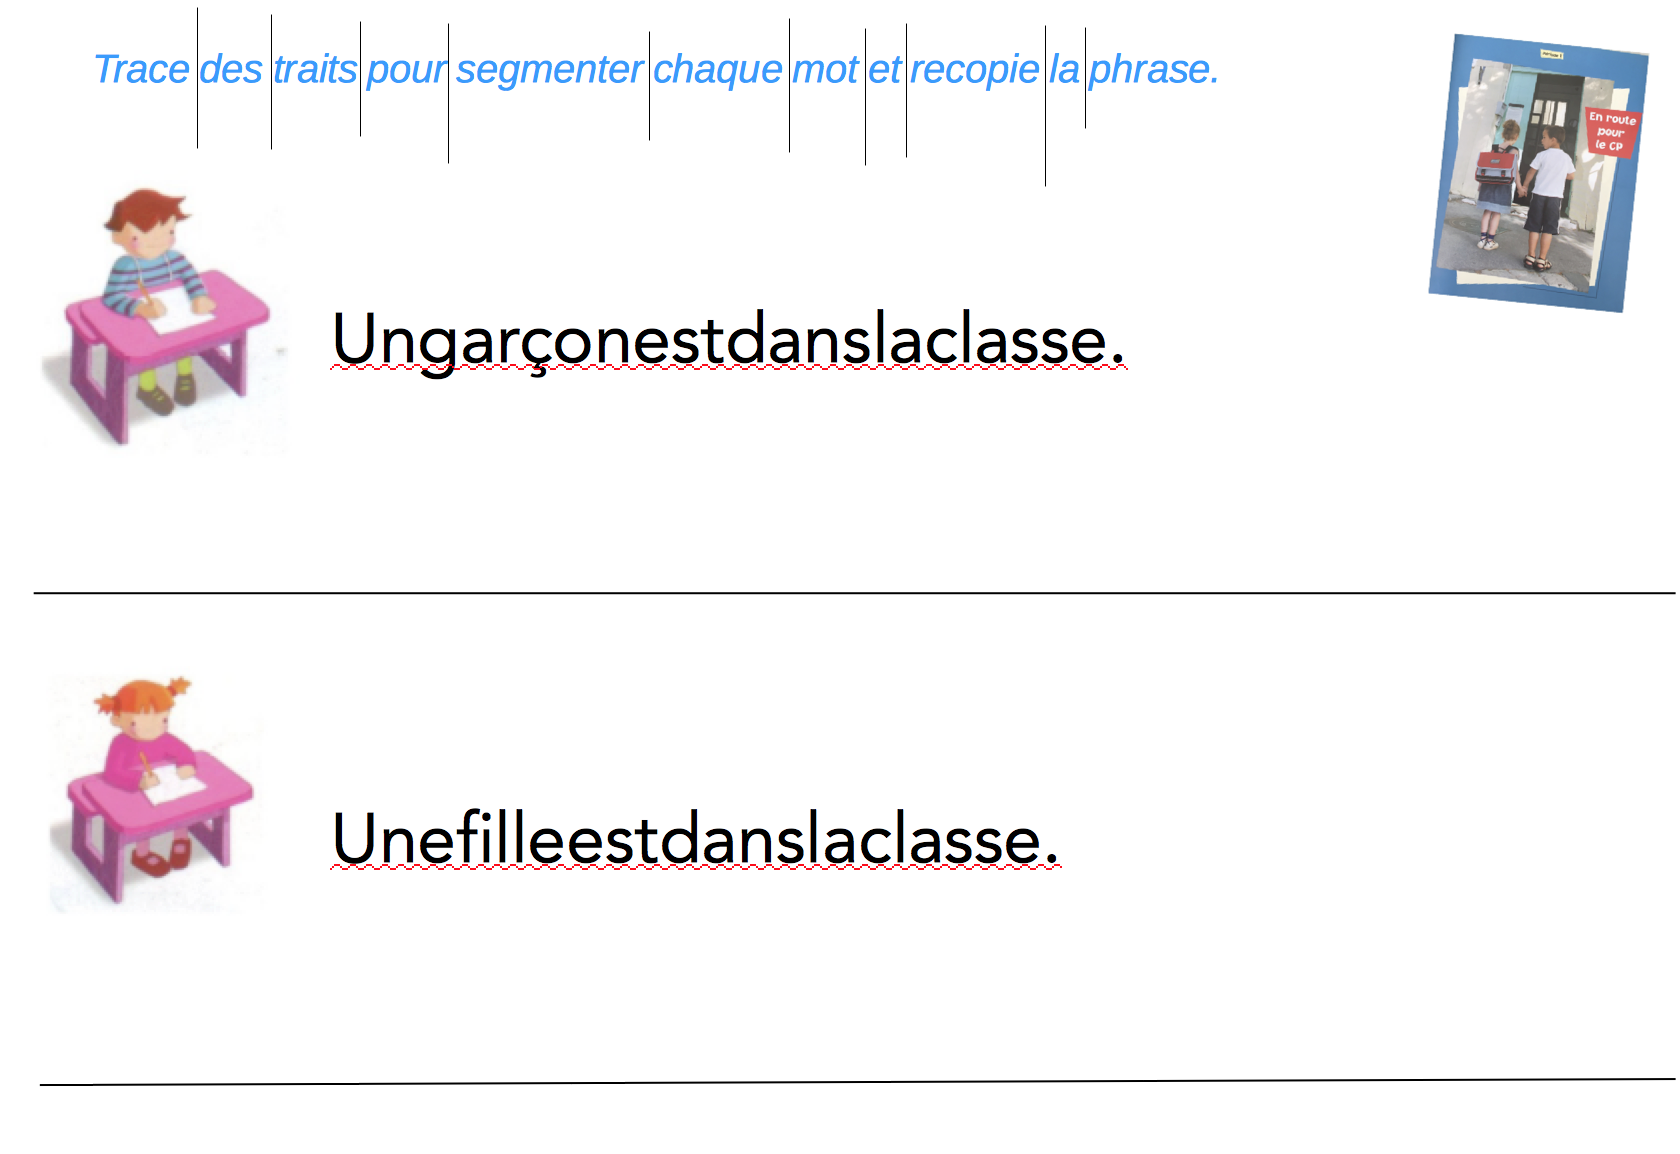 Trace des traits pour segmenter chaque mot et recopie la phrase.
En route
pour
le CP
Ungarçonestdanslaclasse.
Unefilleestdanslaclasse.